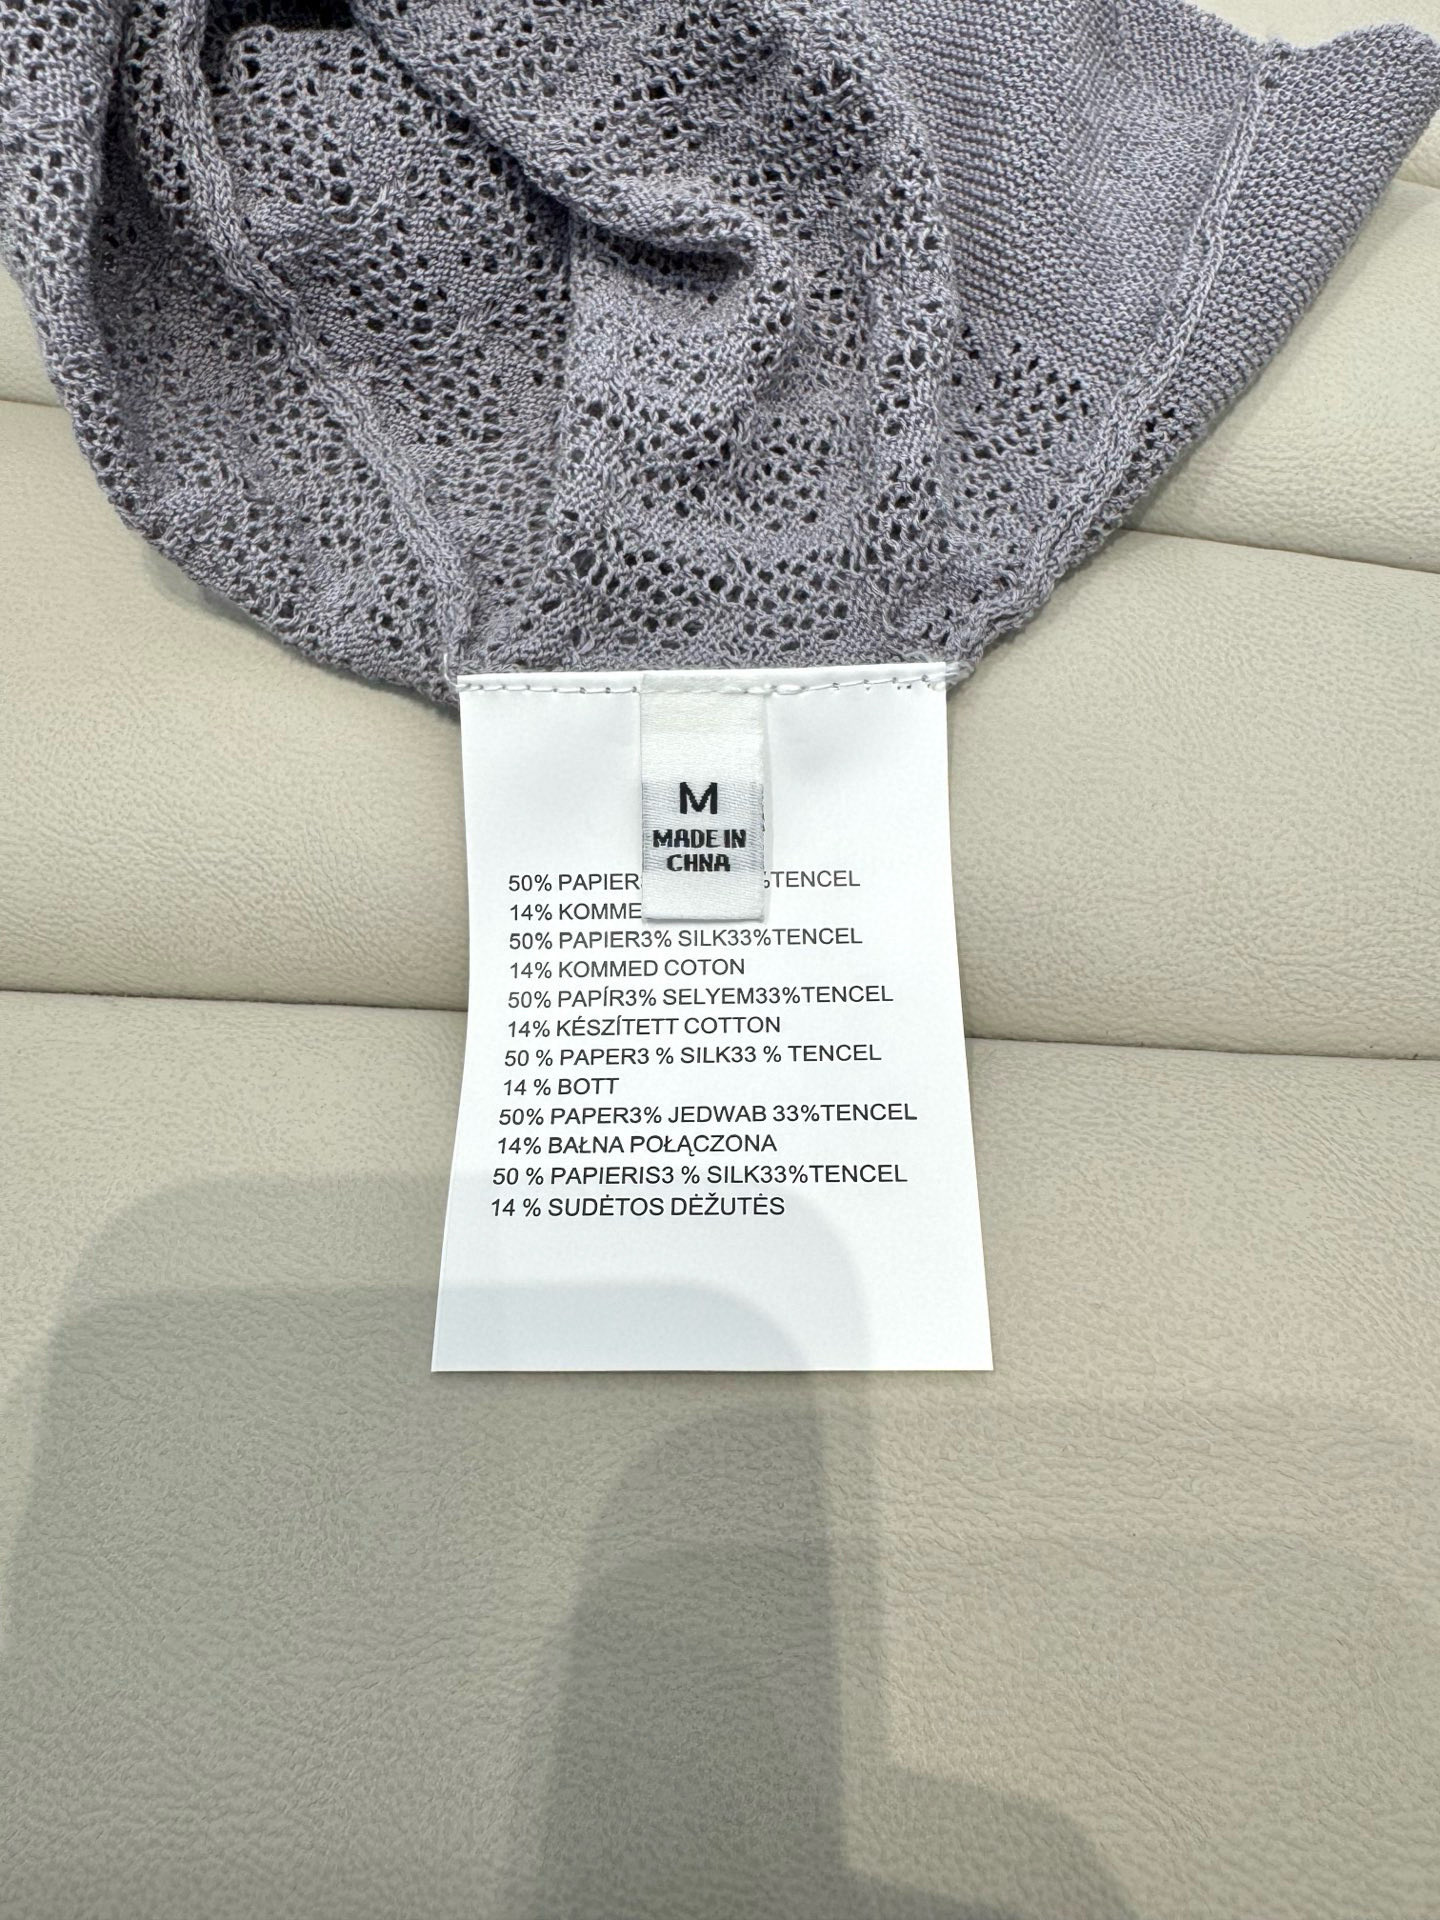 M
MADE IN
CHNA
50% PAPIER %TENCEL
14% KOMME
50% PAPIER3% SILK33%TENCEL
14% KOMMED COTON
50% PAPÍR3% SELYEM33%TENCEL
14% KÉSZÍTETT COTTON
50 % PAPER3 % SILK33 % TENCEL
14 % BOTT
50% PAPER3% JEDWAB 33%TENCEL
14% BAŁNA POŁĄCZONA
50 % PAPIERIS3 % SILK33%TENCEL
14 % SUDĖTOS DĖŽUTĖS